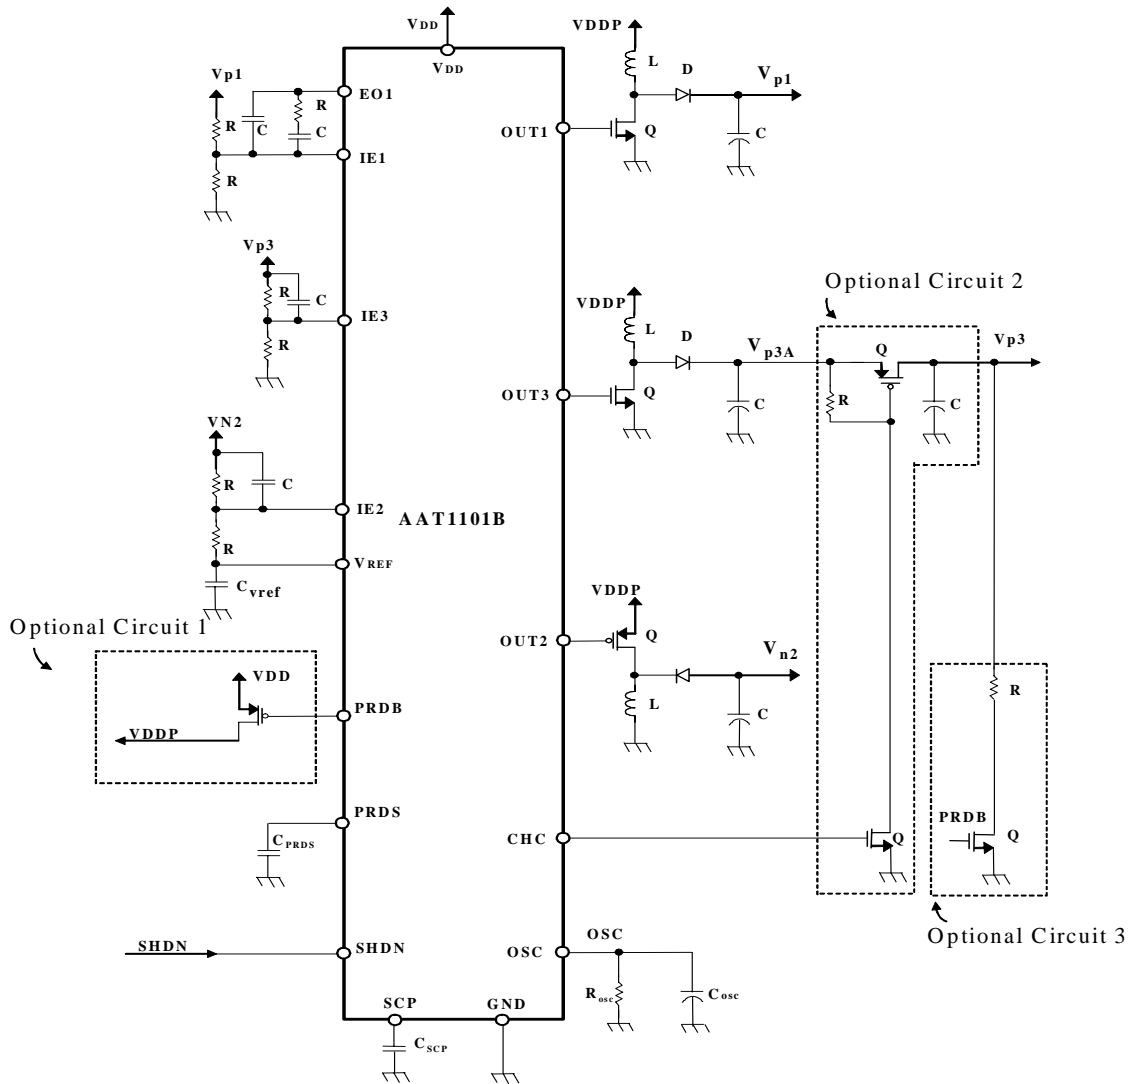 VDD
VDD
VDDP
L
D
Vp1
Vp1
EO1
R
R
C
C
OUT1
Q
C
IE1
R
Vp3
Optional Circuit 2
R
C
VDDP
L
D
Vp3A
Q
Vp3
IE3
R
OUT3
Q
C
R
C
VN2
R
C
IE2
AAT1101B
R
VREF
Cvref
VDDP
Optional Circuit 1
OUT2
Q
Vn2
VDD
PRDB
L
C
R
VDDP
PRDS
CPRDS
CHC
Q
PRDB
Q
SHDN
SHDN
OSC
OSC
Optional Circuit 3
Rosc
Cosc
SCP
GND
CSCP